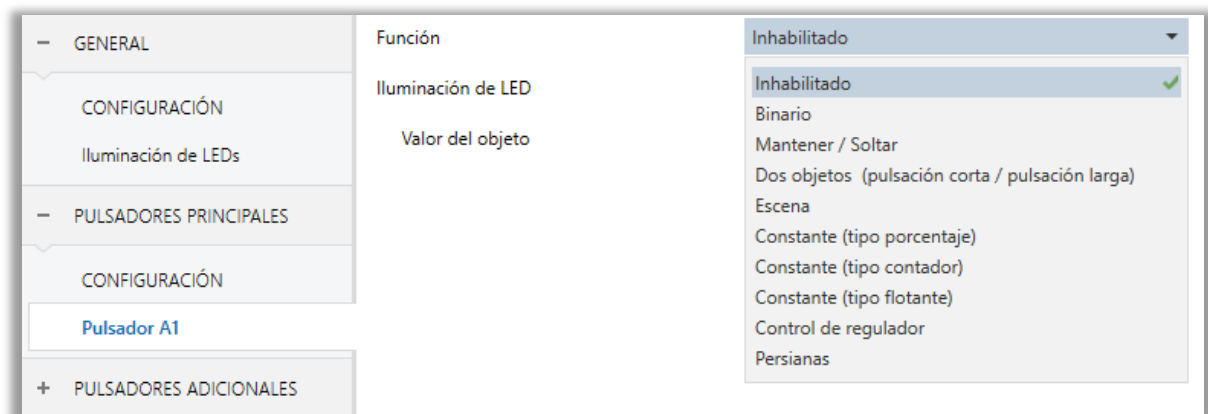 GENERAL
CONFIGURACIÓN
Iluminación de LEDs
PULSADORES PRINCIPALES
CONFIGURACIÓN
Pulsador A1
PULSADORES ADICIONALES
Función
Iluminación de LED
Valor del objeto
Inhabilitado
Inhabilitado
Binario
Mantener / Soltar
Dos objetos (pulsación corta / pulsación larga)
Escena
Constante (tipo porcentaje)
Constante (tipo contador)
Constante (tipo flotante)
Control de regulador
Persianas